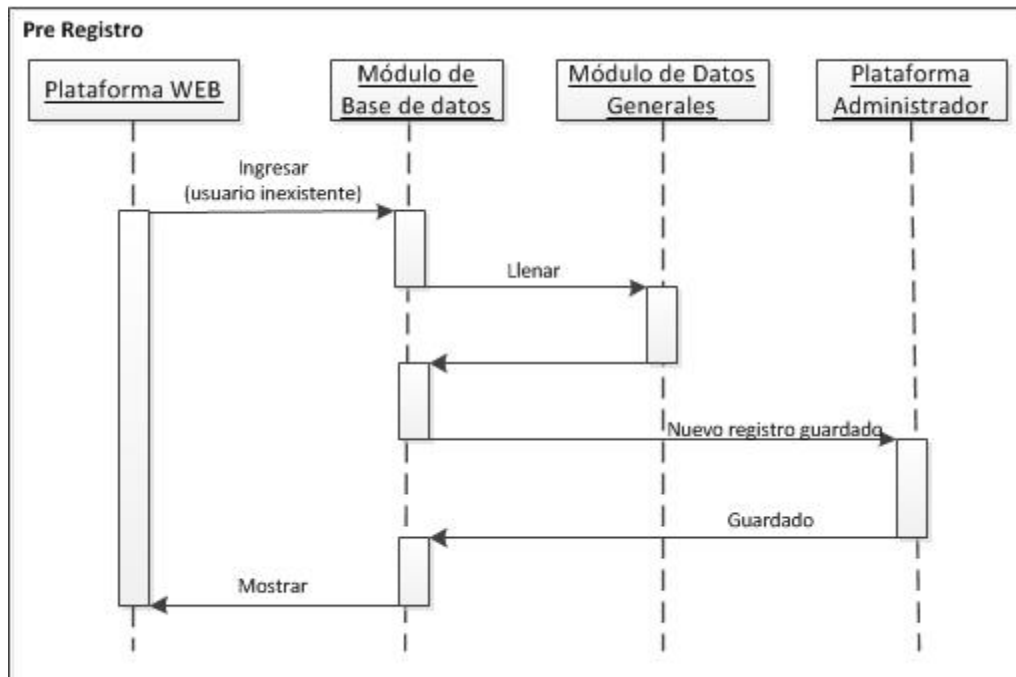 Pre Registro
Plataforma WEB
Módulo de
Base de datos
Módulo de Datos
Generales
Plataforma
Administrador
Ingresar
(usuario inexistente)
Llenar
Nuevo registro guardado
Guardado
Mostrar